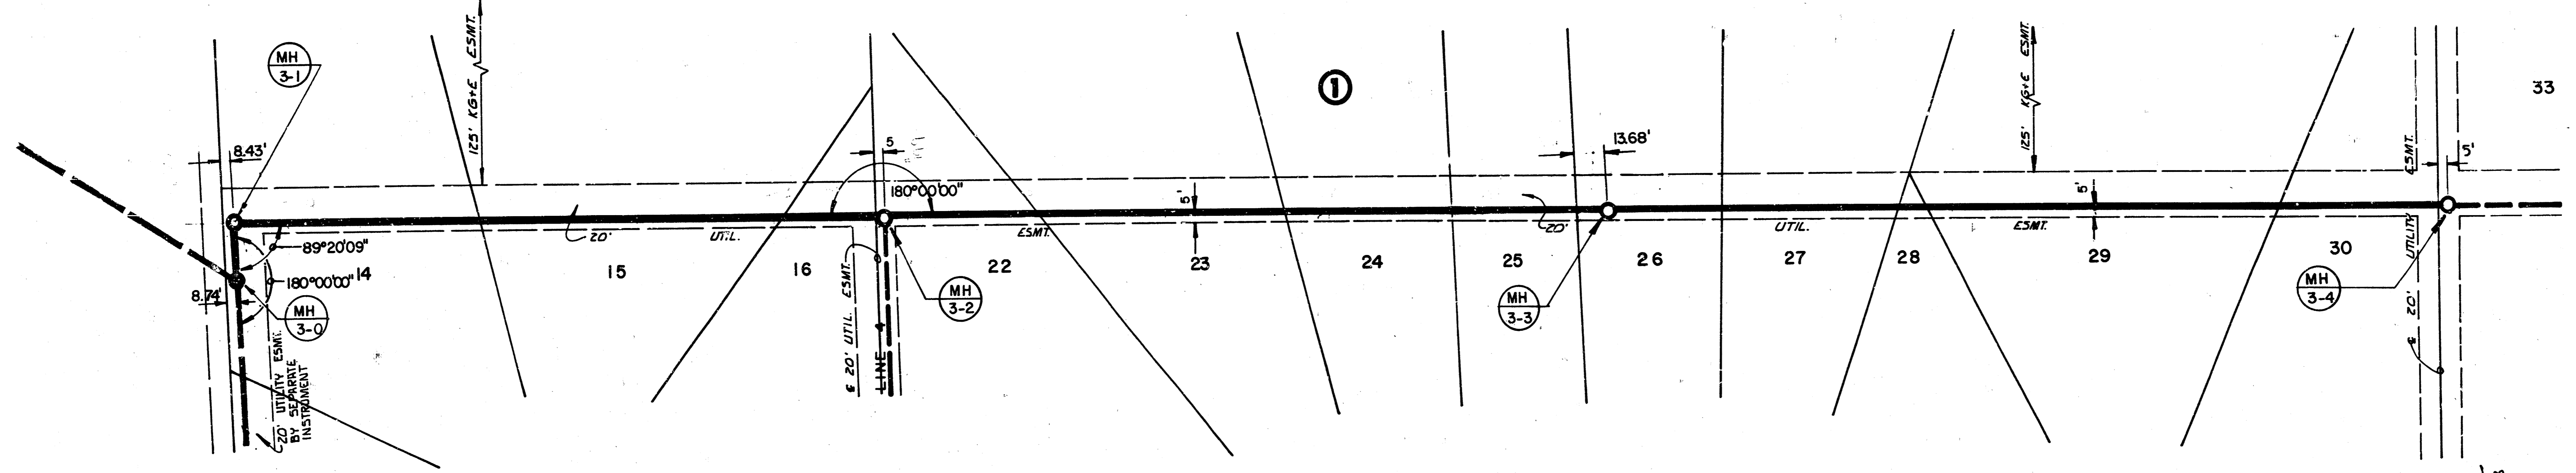 MH
3-1
125' KG+E ESMT.
1
125' KG+E ESMT.
33
8.43'
5
13.68'
ESMT.
5'
180°00'00"
5'
5'
20'
UTIL.
ESMT.
20'
UTIL.
ESMT.
89°20'09"
180°00'00"
14
15
16
22
23
24
25
26
27
28
29
30
8.74'
MH
3-0
MH
3-2
MH
3-3
MH
3-4
20' UTILITY ESMT.
BY SEPARATE
INSTRUMENT
℄ 20' UTIL. ESMT.
LINE 4
℄ 20' UTILITY